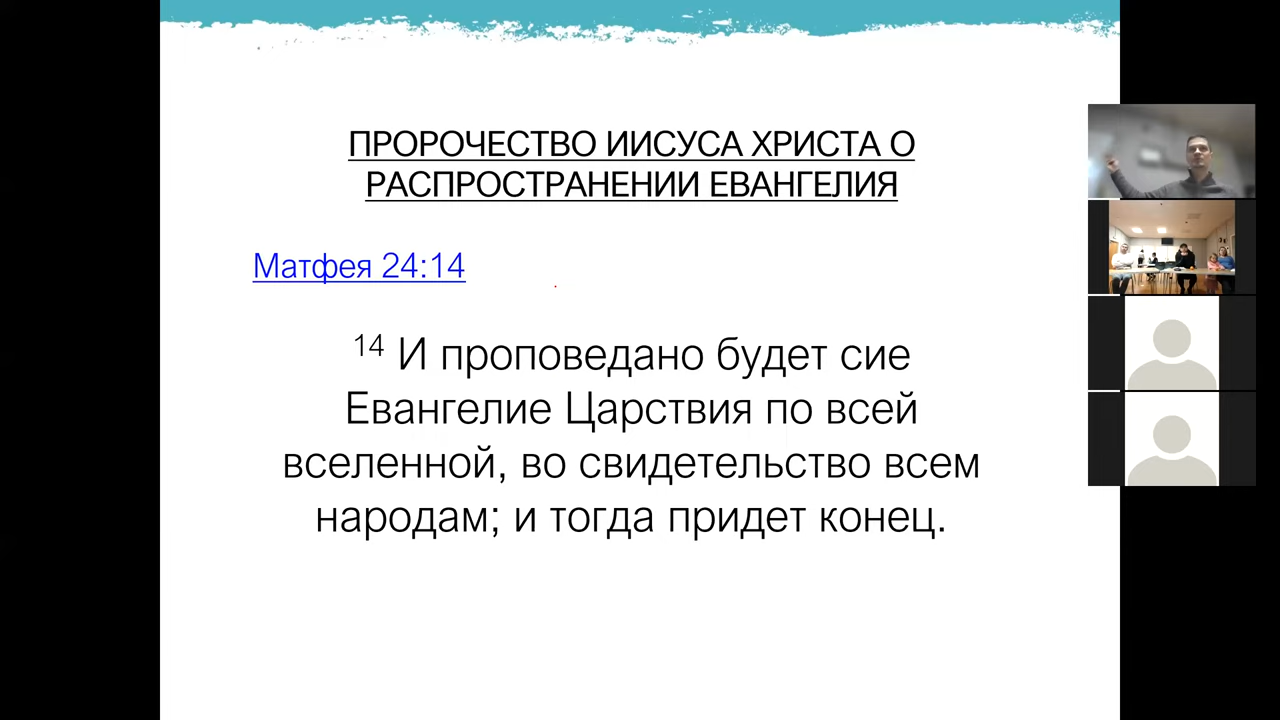 ПРОРОЧЕСТВО ИИСУСА ХРИСТА О
РАСПРОСТРАНЕНИИ ЕВАНГЕЛИЯ
Матфея 24:14
14 И проповедано будет сие
Евангелие Царствия по всей
вселенной, во свидетельство всем
народам; и тогда придет конец.